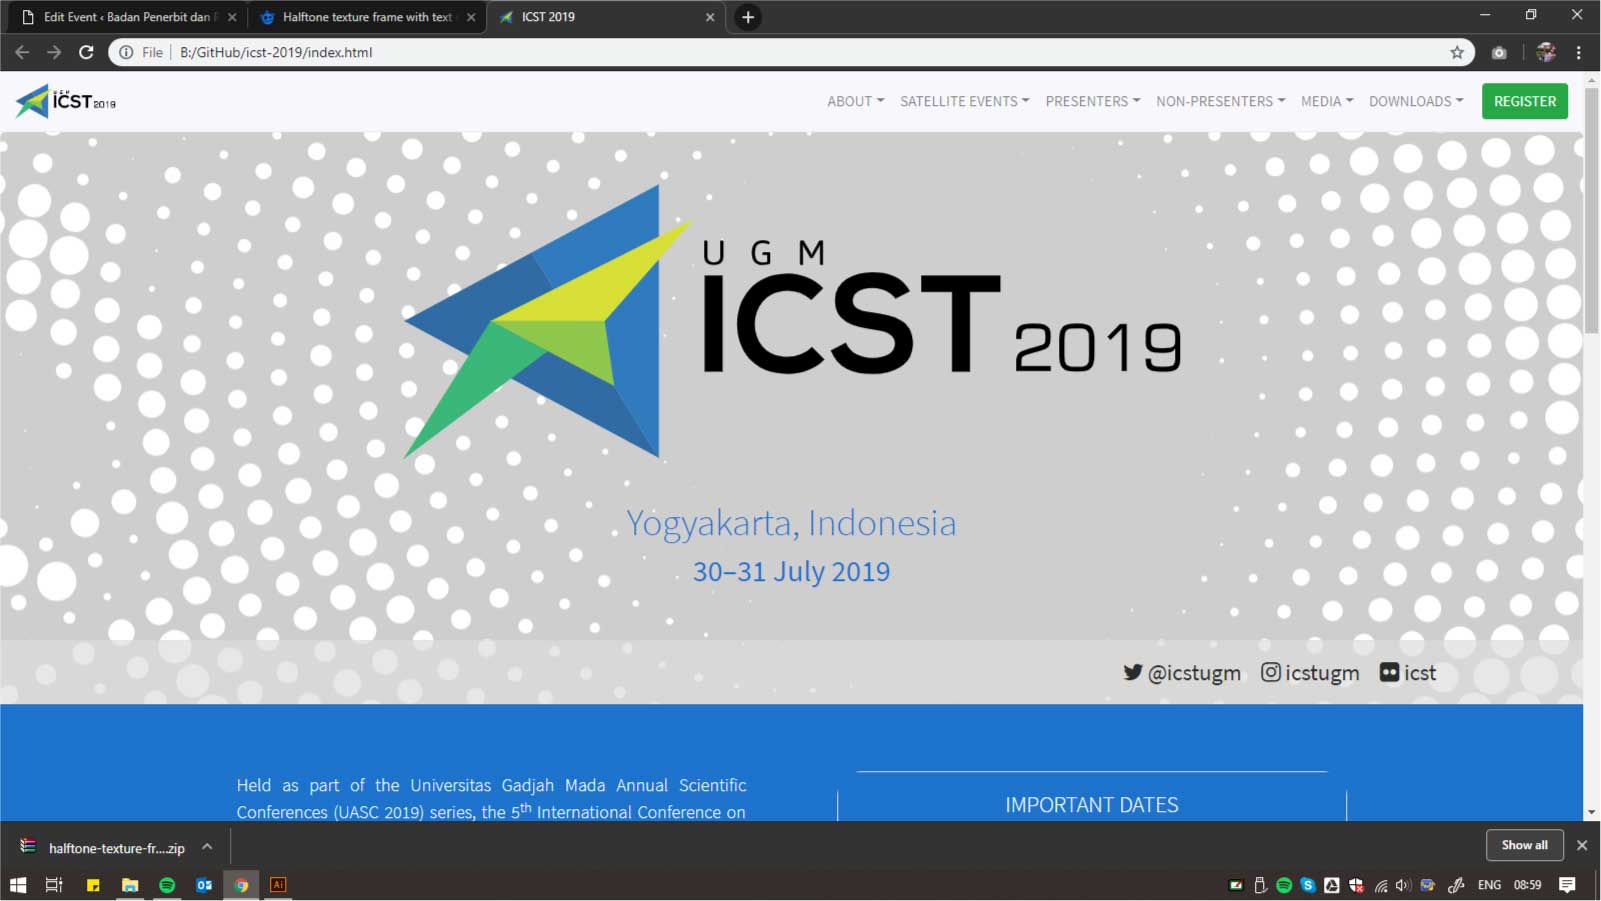 Edit Event ‹ Badan Penerbit dan
Halftone texture frame with text
ICST 2019
File
B:/GitHub/icst-2019/index.html
UGM
ICST 2019
ABOUT
SATELLITE EVENTS
PRESENTERS
NON-PRESENTERS
MEDIA
DOWNLOADS
REGISTER
UGM
ICST 2019
Yogyakarta, Indonesia
30–31 July 2019
@icstugm
icstugm
icst
Held as part of the Universitas Gadjah Mada Annual Scientific
Conferences (UASC 2019) series, the 5th International Conference on
IMPORTANT DATES
halftone-texture-fr....zip
Show all
Ai
ENG
08:59